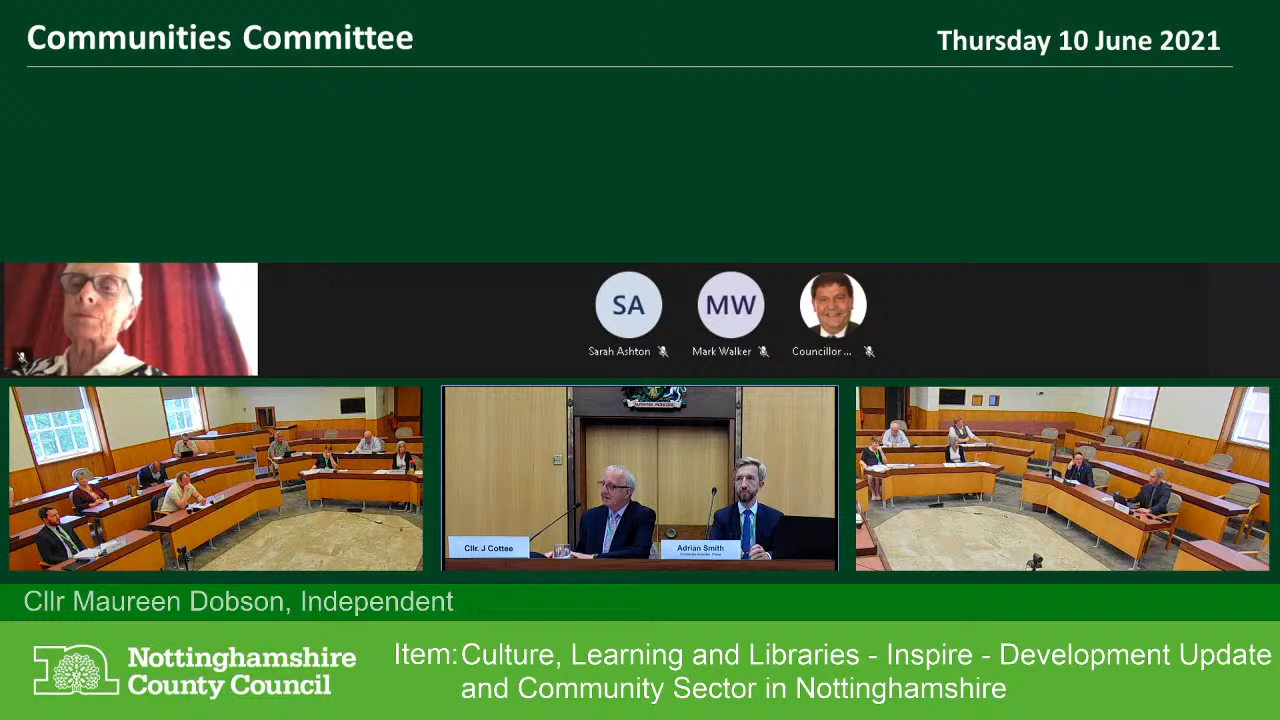 Communities Committee
Thursday 10 June 2021
SA
MW
Sarah Ashton
Mark Walker
Councillor ...
Cllr. J Cottee
Adrian Smith
Cllr Maureen Dobson, Independent
Nottinghamshire
County Council
Item: Culture, Learning and Libraries - Inspire - Development Update
and Community Sector in Nottinghamshire